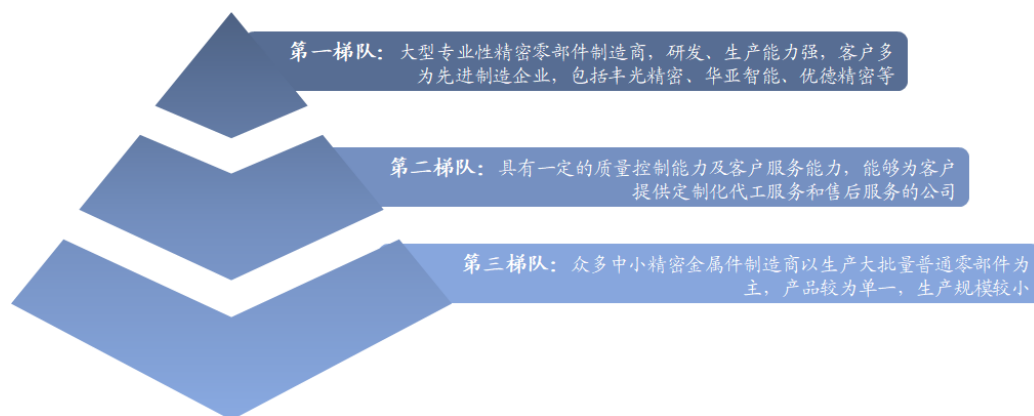 第一梯队：大型专业性精密零部件制造商，研发、生产能力强，客户多
为先进制造企业，包括丰光精密、华亚智能、优德精密等
第二梯队：具有一定的质量控制能力及客户服务能力，能够为客户
提供定制化代工服务和售后服务的公司
第三梯队：众多中小精密金属件制造商以生产大批量普通零部件为
主，产品较为单一，生产规模较小